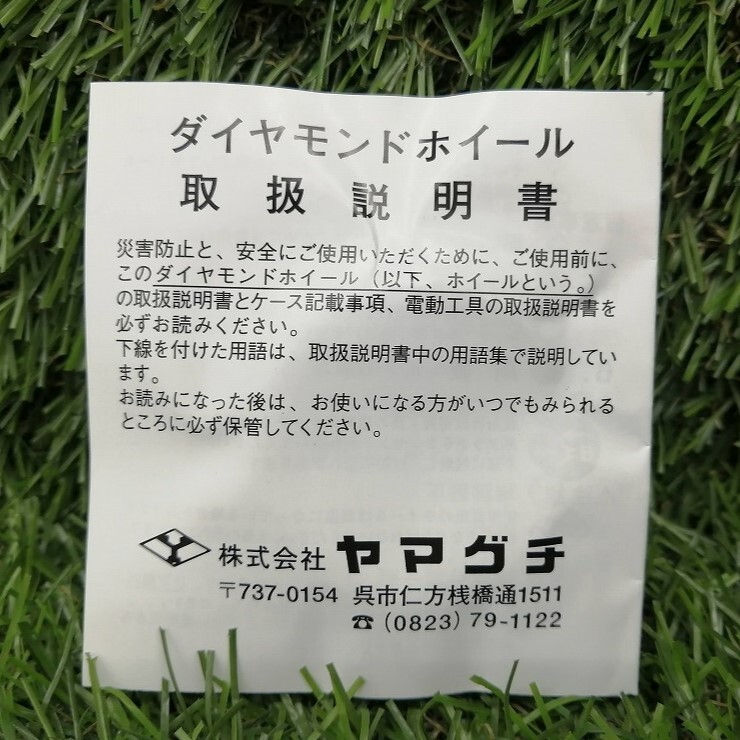 ダイヤモンドホイール
取扱説明書
災害防止と、安全にご使用いただくために、ご使用前に、
このダイヤモンドホイール（以下、ホイールという。）
の取扱説明書とケース記載事項、電動工具の取扱説明書を
必ずお読みください。
下線を付けた用語は、取扱説明書中の用語集で説明してい
ます。
お読みになった後は、お使いになる方がいつでもみられる
ところに必ず保管してください。
株式会社 ヤマグチ
〒737-0154 呉市仁方桟橋通1511
☎(0823)79-1122